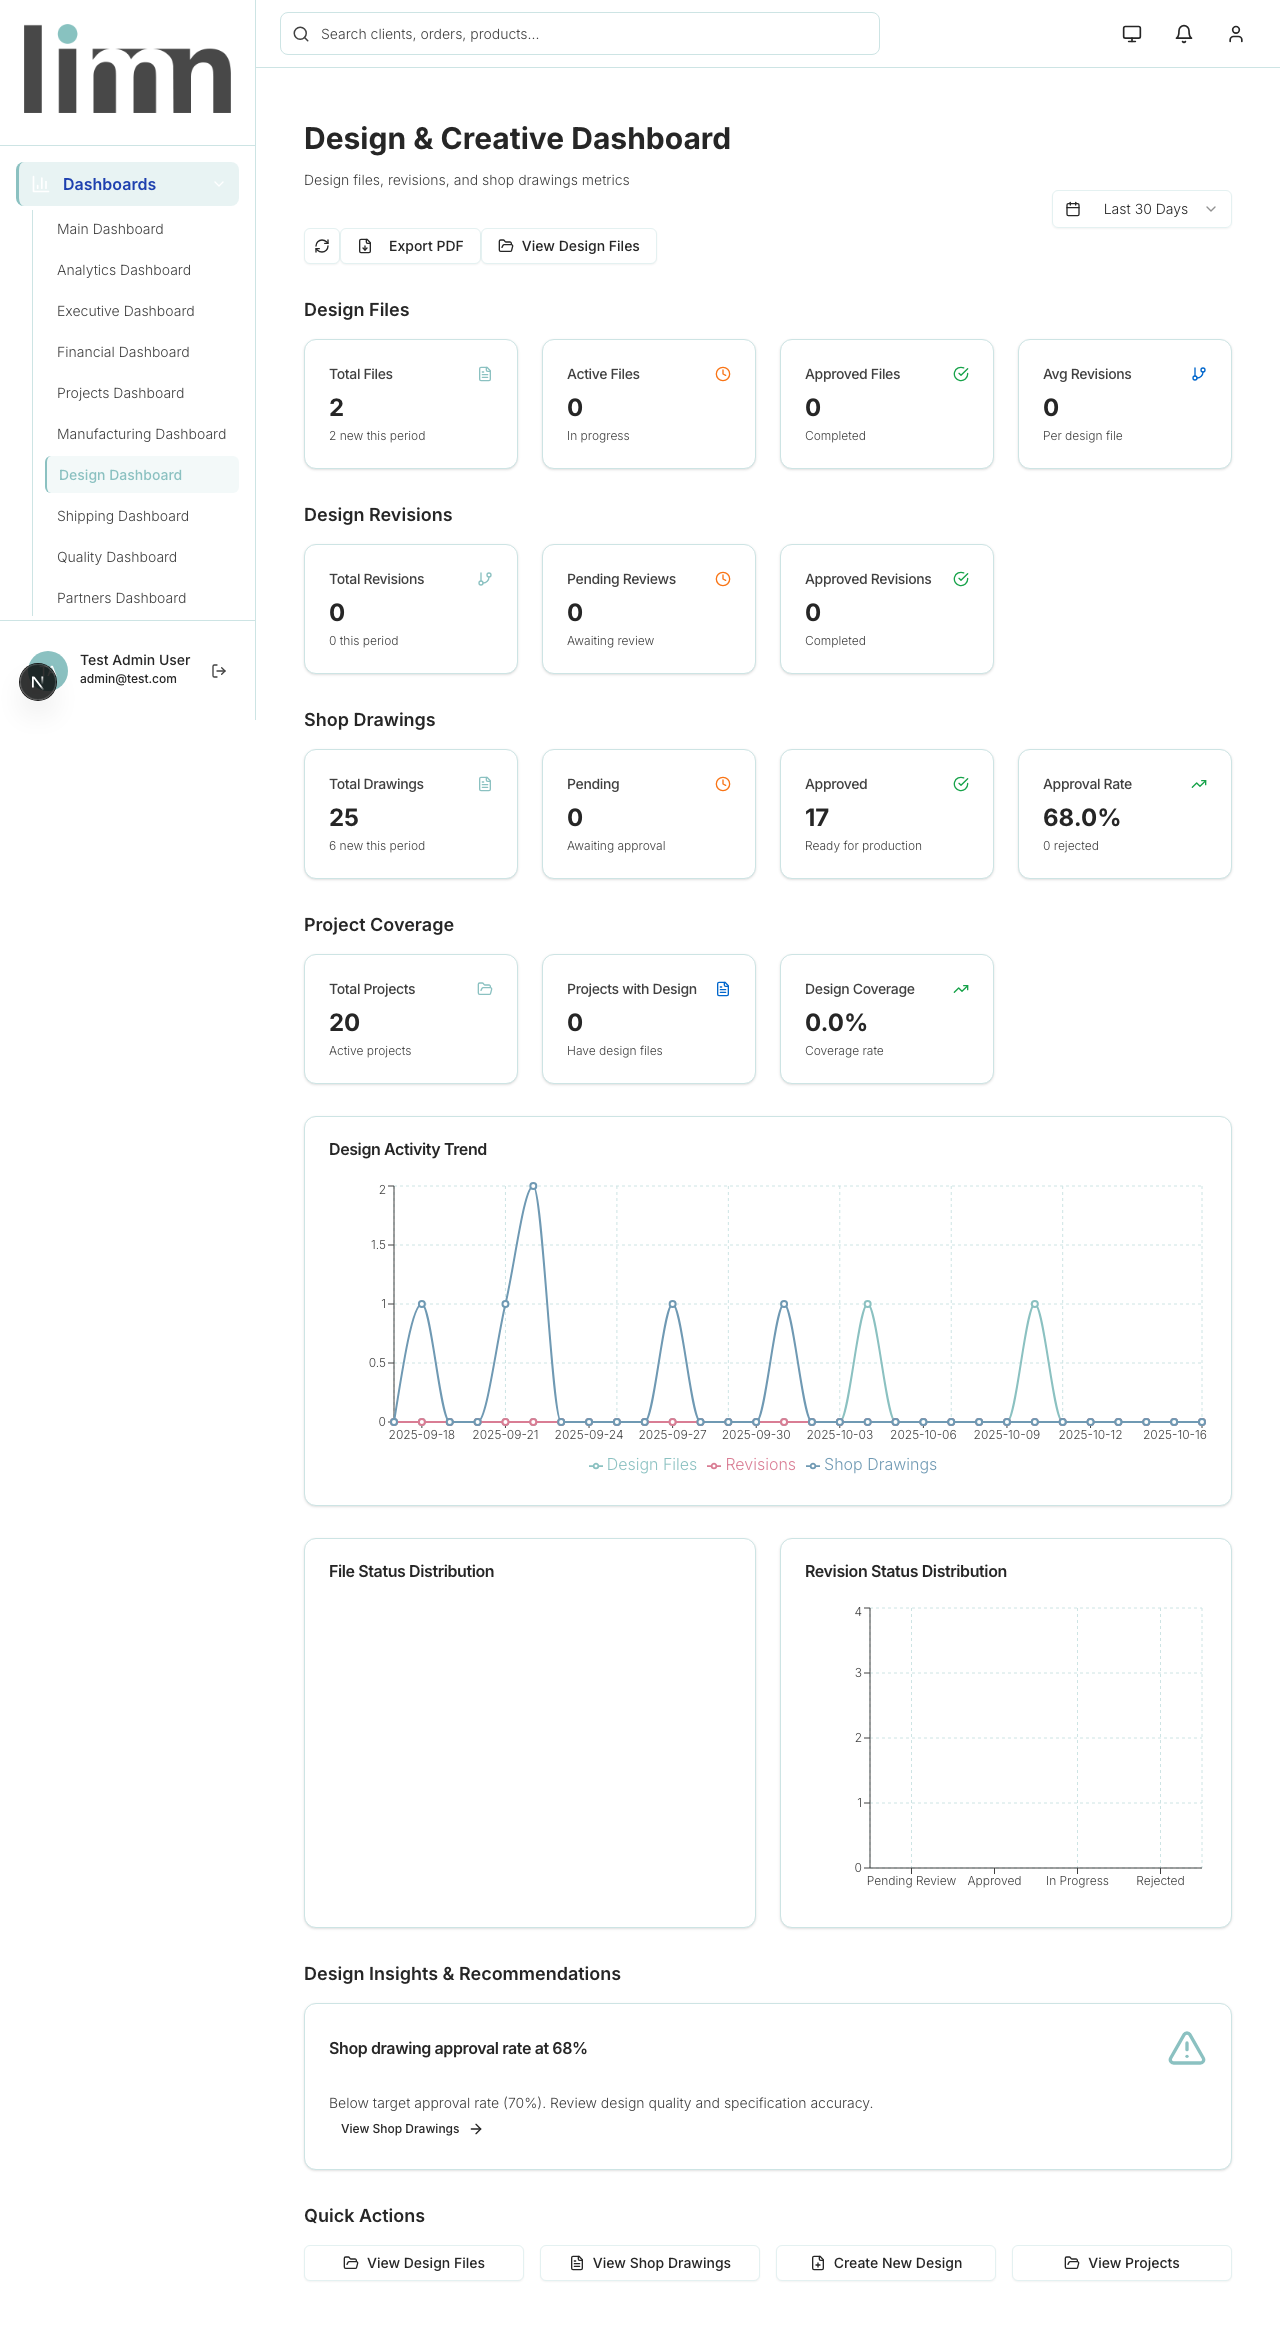 limn
Search clients, orders, products...
Dashboards
Main Dashboard
Analytics Dashboard
Executive Dashboard
Financial Dashboard
Projects Dashboard
Manufacturing Dashboard
Design Dashboard
Shipping Dashboard
Quality Dashboard
Partners Dashboard
N
Test Admin User
admin@test.com
Design & Creative Dashboard
Design files, revisions, and shop drawings metrics
Last 30 Days
Export PDF
View Design Files
Design Files
Total Files
2
2 new this period
Active Files
0
In progress
Approved Files
0
Completed
Avg Revisions
0
Per design file
Design Revisions
Total Revisions
0
0 this period
Pending Reviews
0
Awaiting review
Approved Revisions
0
Completed
Shop Drawings
Total Drawings
25
6 new this period
Pending
0
Awaiting approval
Approved
17
Ready for production
Approval Rate
68.0%
0 rejected
Project Coverage
Total Projects
20
Active projects
Projects with Design
0
Have design files
Design Coverage
0.0%
Coverage rate
Design Activity Trend
2
1.5
1
0.5
0
2025-09-18 2025-09-21 2025-09-24 2025-09-27 2025-09-30 2025-10-03 2025-10-06 2025-10-09 2025-10-12 2025-10-16
Design Files Revisions Shop Drawings
File Status Distribution
Revision Status Distribution
4
3
2
1
0
Pending Review Approved In Progress Rejected
Design Insights & Recommendations
Shop drawing approval rate at 68%
Below target approval rate (70%). Review design quality and specification accuracy.
View Shop Drawings
Quick Actions
View Design Files
View Shop Drawings
Create New Design
View Projects